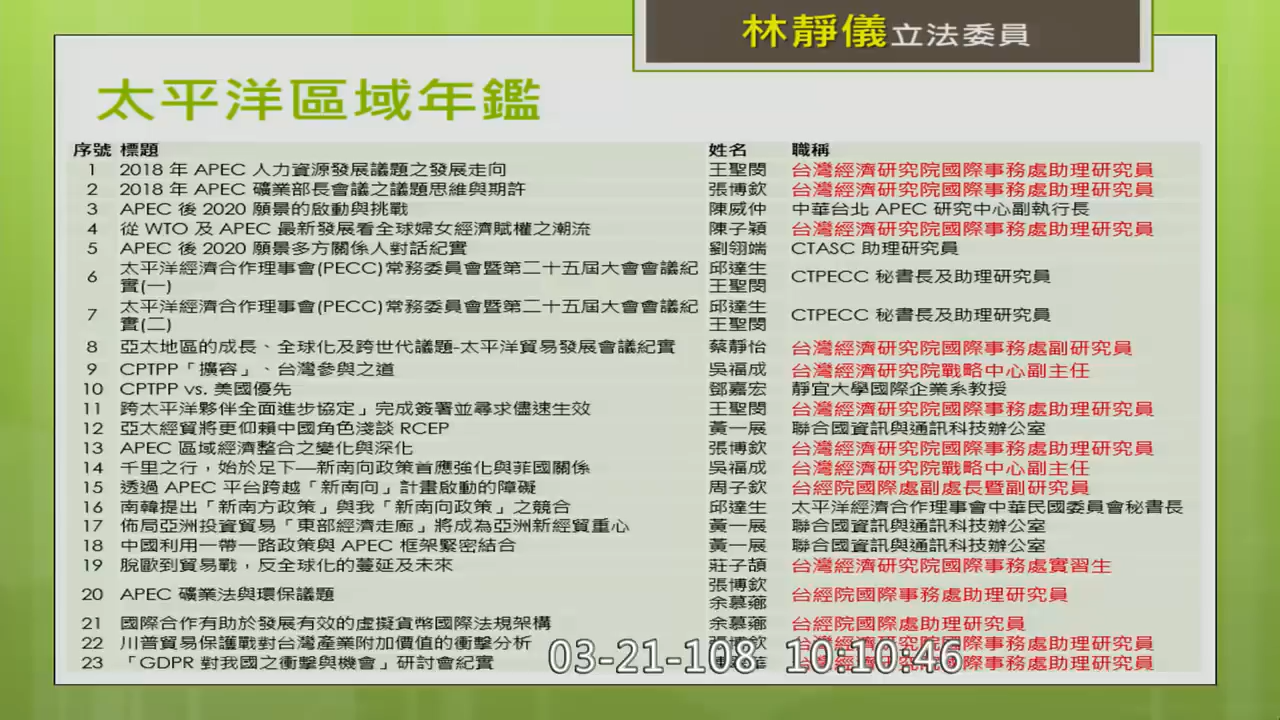 林靜儀立法委員
太平洋區域年鑑
序號 標題 姓名 職稱
1 2018 年 APEC 人力資源發展議題之發展走向 王聖閔 台灣經濟研究院國際事務處助理研究員
2 2018 年 APEC 礦業部長會議之議題思維與期許 張博欽 台灣經濟研究院國際事務處助理研究員
3 APEC 後 2020 願景的啟動與挑戰 陳威仲 中華台北 APEC 研究中心副執行長
4 從 WTO 及 APEC 最新發展看全球婦女經濟賦權之潮流 陳子穎 台灣經濟研究院國際事務處助理研究員
5 APEC 後 2020 願景多方關係人對話紀實 劉翎端 CTASC 助理研究員
6 太平洋經濟合作理事會(PECC)常務委員會暨第二十五屆大會會議紀實(一) 邱達生 王聖閔 CTPECC 秘書長及助理研究員
7 太平洋經濟合作理事會(PECC)常務委員會暨第二十五屆大會會議紀實(二) 邱達生 王聖閔 CTPECC 秘書長及助理研究員
8 亞太地區的成長、全球化及跨世代議題-太平洋貿易發展會議紀實 蔡靜怡 台灣經濟研究院國際事務處副研究員
9 CPTPP「擴容」、台灣參與之道 吳福成 台灣經濟研究院戰略中心副主任
10 CPTPP vs. 美國優先 鄧嘉宏 靜宜大學國際企業系教授
11 跨太平洋夥伴全面進步協定」完成簽署並尋求儘速生效 王聖閔 台灣經濟研究院國際事務處助理研究員
12 亞太經貿將更仰賴中國角色淺談 RCEP 黃一展 聯合國資訊與通訊科技辦公室
13 APEC 區域經濟整合之變化與深化 張博欽 台灣經濟研究院國際事務處助理研究員
14 千里之行，始於足下—新南向政策首應強化與菲國關係 吳福成 台灣經濟研究院戰略中心副主任
15 透過 APEC 平台跨越「新南向」計畫啟動的障礙 周子欽 台經院國際處副處長暨副研究員
16 南韓提出「新南方政策」與我「新南向政策」之競合 邱達生 太平洋經濟合作理事會中華民國委員會秘書長
17 佈局亞洲投資貿易「東部經濟走廊」將成為亞洲新經貿重心 黃一展 聯合國資訊與通訊科技辦公室
18 中國利用一帶一路政策與 APEC 框架緊密結合 黃一展 聯合國資訊與通訊科技辦公室
19 脫歐到貿易戰，反全球化的蔓延及未來 莊子頡 台灣經濟研究院國際事務處實習生
20 APEC 礦業法與環保議題 張博欽 余慕薌 台經院國際事務處助理研究員
21 國際合作有助於發展有效的虛擬貨幣國際法規架構 余慕薌 台經院國際處助理研究員
22 川普貿易保護戰對台灣產業附加價值的衝擊分析 張博欽 台灣經濟研究院國際事務處助理研究員
23 「GDPR 對我國之衝擊與機會」研討會紀實 台灣經濟研究院國際事務處助理研究員
03-21-108 10:10:46